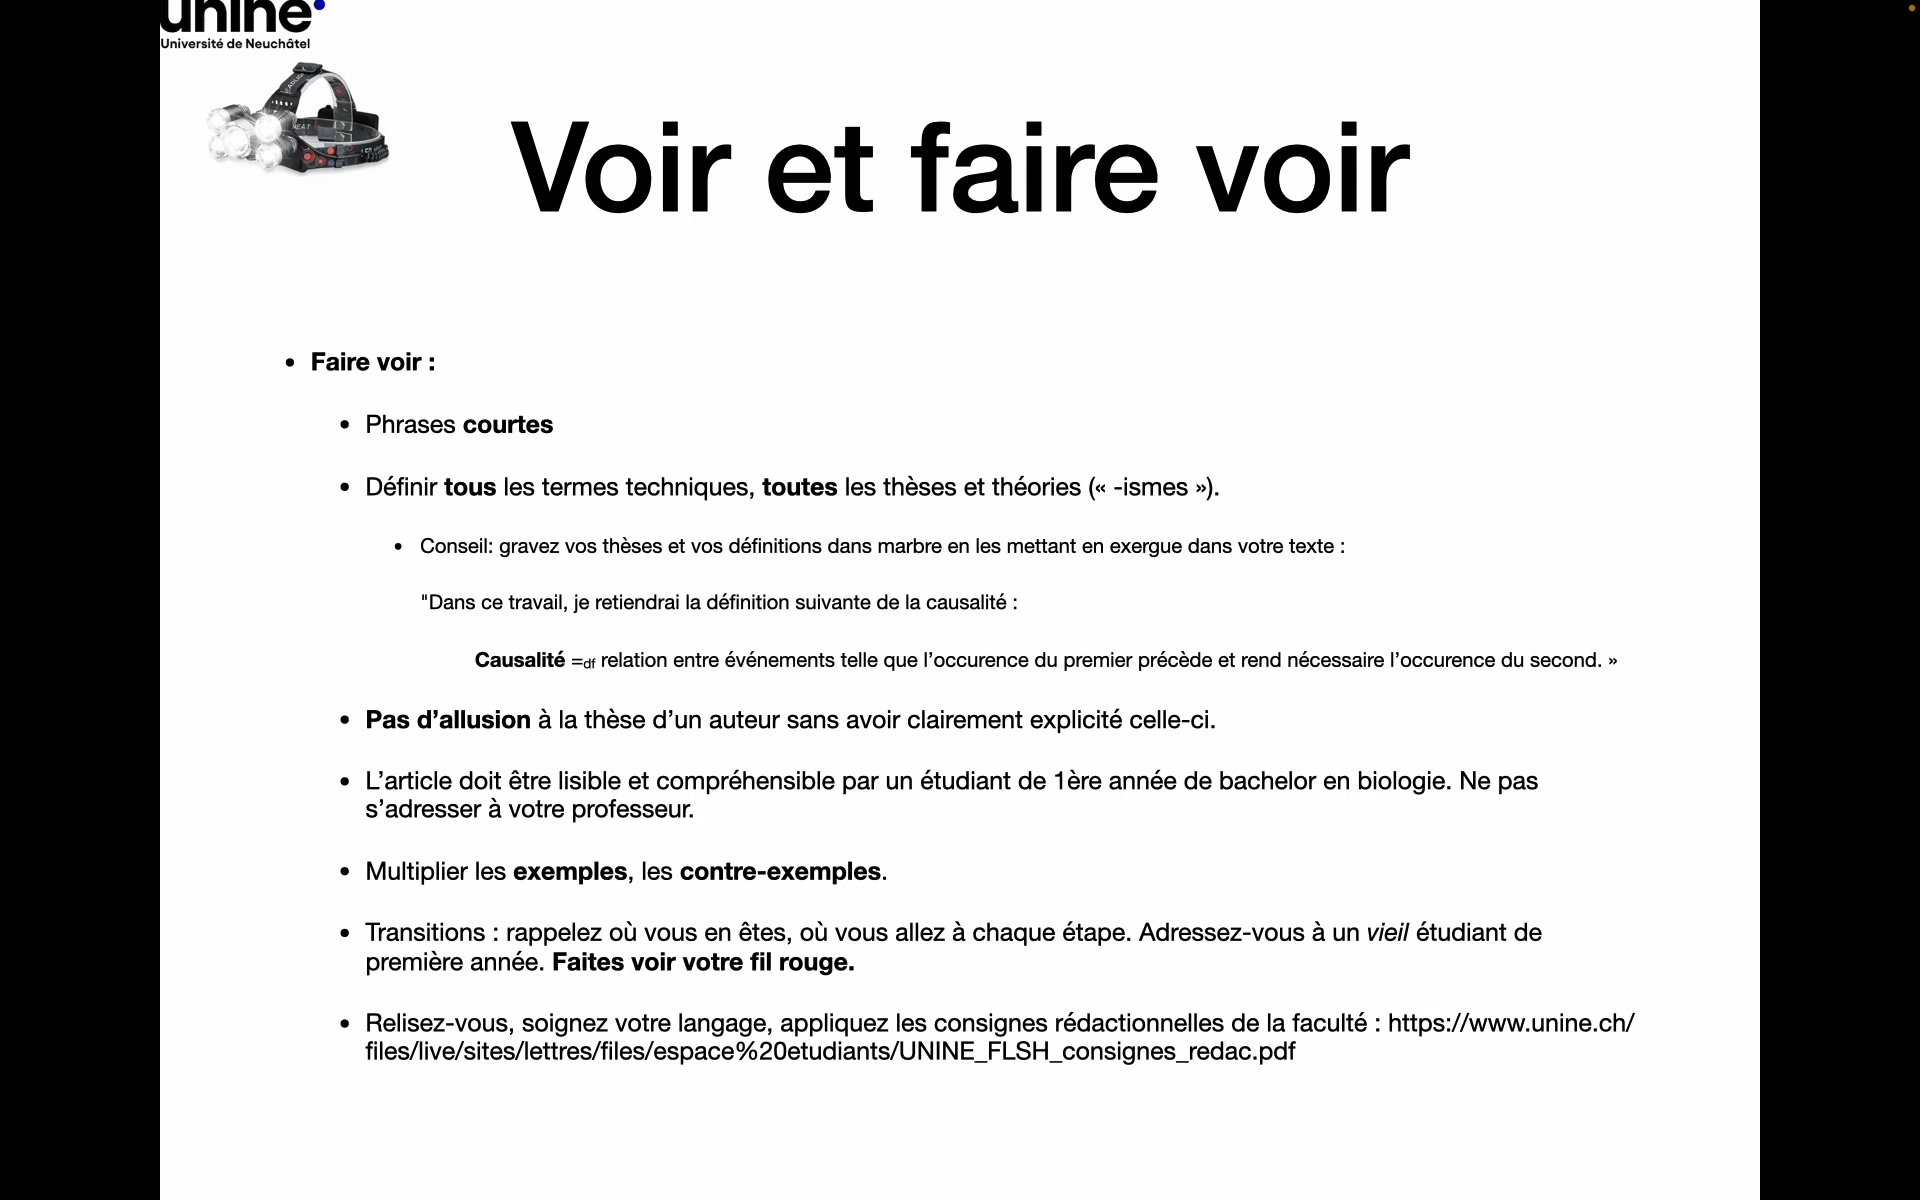 unine
Université de Neuchâtel
Voir et faire voir
• Faire voir :
• Phrases courtes
• Définir tous les termes techniques, toutes les thèses et théories (« -ismes »).
• Conseil: gravez vos thèses et vos définitions dans marbre en les mettant en exergue dans votre texte :
"Dans ce travail, je retiendrai la définition suivante de la causalité :
Causalité =df relation entre événements telle que l’occurence du premier précède et rend nécessaire l’occurence du second. »
• Pas d’allusion à la thèse d’un auteur sans avoir clairement explicité celle-ci.
• L’article doit être lisible et compréhensible par un étudiant de 1ère année de bachelor en biologie. Ne pas
s’adresser à votre professeur.
• Multiplier les exemples, les contre-exemples.
• Transitions : rappelez où vous en êtes, où vous allez à chaque étape. Adressez-vous à un vieil étudiant de
première année. Faites voir votre fil rouge.
• Relisez-vous, soignez votre langage, appliquez les consignes rédactionnelles de la faculté : https://www.unine.ch/
files/live/sites/lettres/files/espace%20etudiants/UNINE_FLSH_consignes_redac.pdf